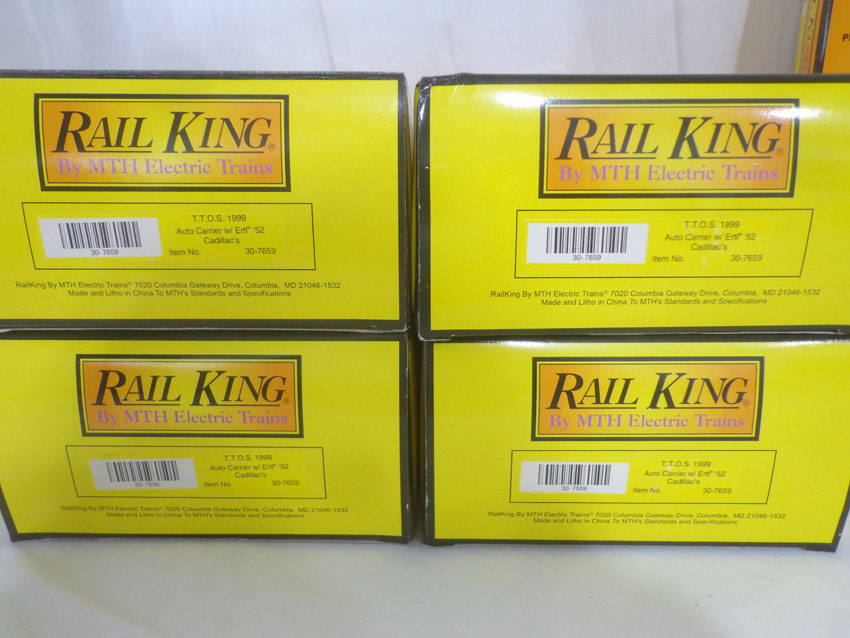 RAIL KING®
By MTH Electric Trains
T.T.O.S. 1999
Auto Carrier w/ Ertl® '52
Cadillac's
30-7659
Item No. 30-7659
RailKing By MTH Electric Trains® 7020 Columbia Gateway Drive, Columbia, MD 21046-1532
Made and Litho in China To MTH's Standards and Specifications
RAIL KING®
By MTH Electric Trains
T.T.O.S. 1999
Auto Carrier w/ Ertl® '52
Cadillac's
30-7659
Item No. 30-7659
RailKing By MTH Electric Trains® 7020 Columbia Gateway Drive, Columbia, MD 21046-1532
Made and Litho in China To MTH's Standards and Specifications
RAIL KING®
By MTH Electric Trains
T.T.O.S. 1999
Auto Carrier w/ Ertl® '52
Cadillac's
30-7659
Item No. 30-7659
RailKing By MTH Electric Trains® 7020 Columbia Gateway Drive, Columbia, MD 21046-1532
Made and Litho in China To MTH's Standards and Specifications
RAIL KING®
By MTH Electric Trains
T.T.O.S. 1999
Auto Carrier w/ Ertl® '52
Cadillac's
30-7659
Item No. 30-7659
RailKing By MTH Electric Trains® 7020 Columbia Gateway Drive, Columbia, MD 21046-1532
Made and Litho in China To MTH's Standards and Specifications